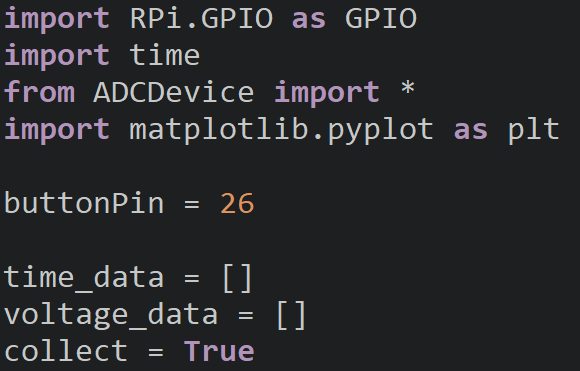 import RPi.GPIO as GPIO
import time
from ADCDevice import *
import matplotlib.pyplot as plt
buttonPin = 26
time_data = []
voltage_data = []
collect = True